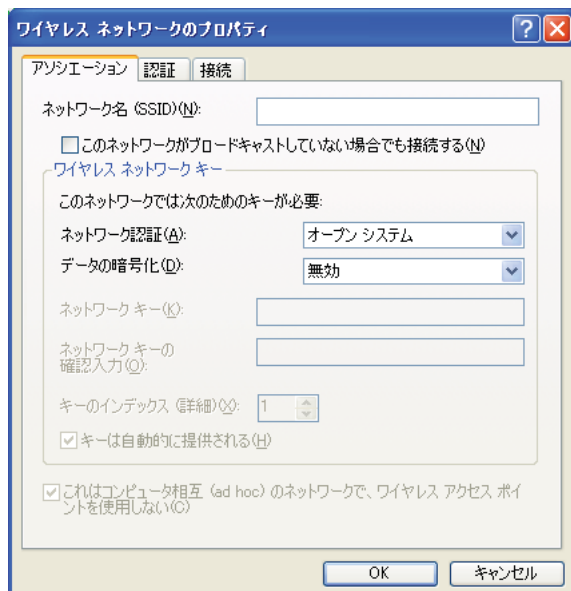 ワイヤレス ネットワークのプロパティ
アソシエーション 認証 接続
ネットワーク名 (SSID)(N):
このネットワークがブロードキャストしていない場合でも接続する(N)
ワイヤレス ネットワーク キー
このネットワークでは次のためのキーが必要:
ネットワーク認証(A): オープン システム
データの暗号化(D): 無効
ネットワーク キー(K):
ネットワーク キーの
確認入力(O):
キーのインデックス (詳細)(X): 1
キーは自動的に提供される(H)
これはコンピュータ相互 (ad hoc) のネットワークで、ワイヤレス アクセス ポイ
ントを使用しない(C)
OK キャンセル